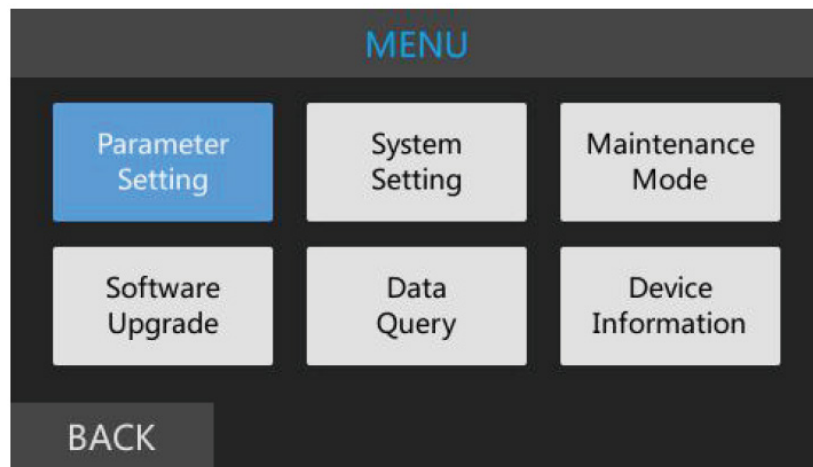 MENU
Parameter
Setting
System
Setting
Maintenance
Mode
Software
Upgrade
Data
Query
Device
Information
BACK